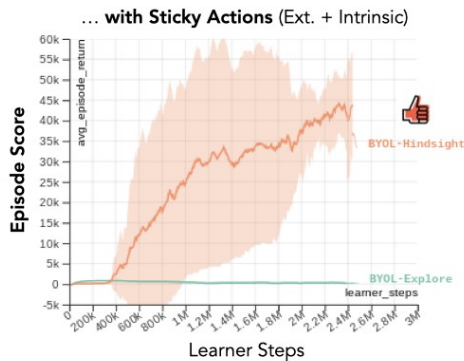 ... with Sticky Actions (Ext. + Intrinsic)
60k
55k
50k
45k
40k
35k
30k
25k
20k
15k
10k
5k
0
-5k
Episode Score
avg_episode_return
BYOL-Hindsight
BYOL-Explore
learner_steps
0
200k
400k
600k
800k
1M
1.2M
1.4M
1.6M
1.8M
2M
2.2M
2.4M
2.6M
2.8M
3M
Learner Steps